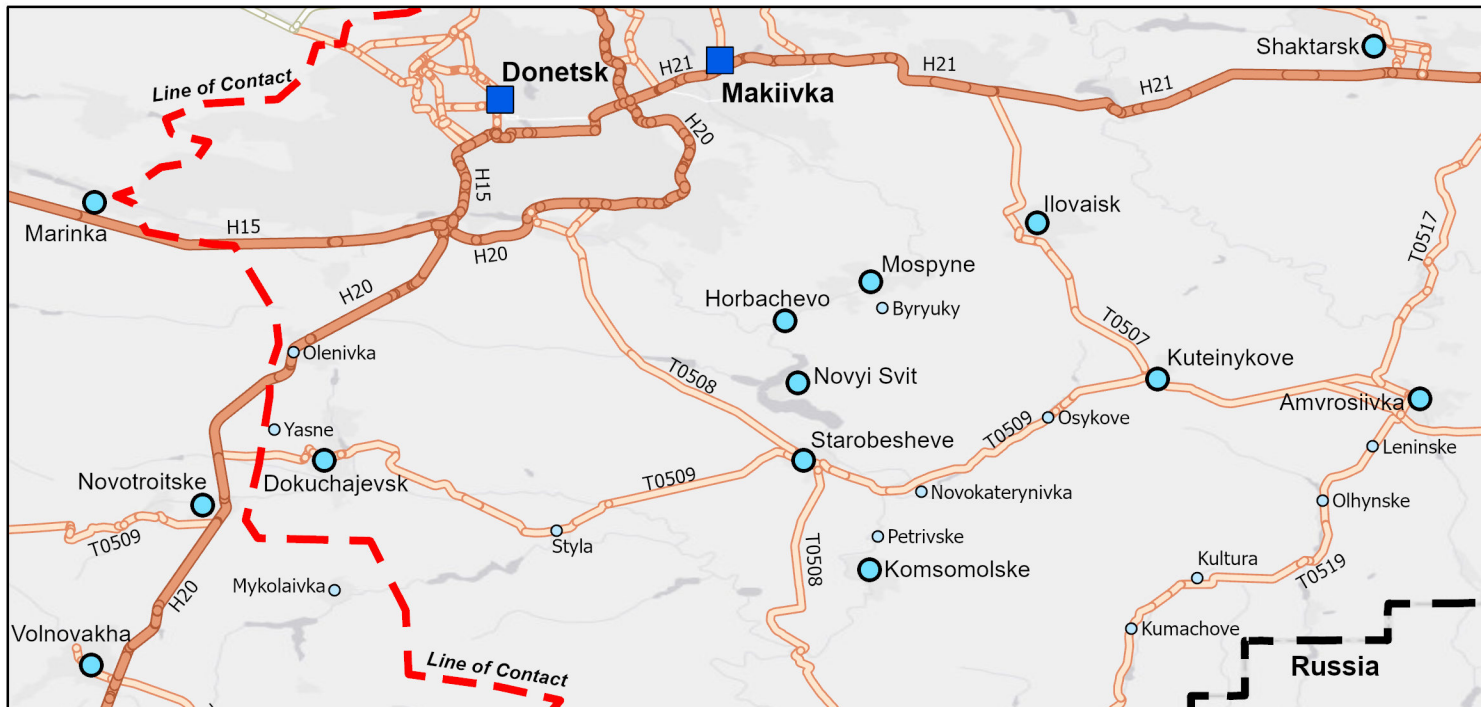 Shaktarsk
Line of Contact
Donetsk
H21
H21
H21
Makiivka
H20
H15
Marinka
H15
H20
Ilovaisk
T0517
H20
Mospyne
Byryuky
Horbachevo
T0507
Olenivka
T0508
Novyi Svit
Kuteinykove
Amvrosiivka
Yasne
Osykove
T0509
Starobesheve
Leninske
Novotroitske
Dokuchajevsk
T0509
Novokaterynivka
Olhynske
T0509
Styla
Petrivske
T0508
Komsomolske
Kultura
T0519
Mykolaivka
H20
Volnovakha
Kumachove
Line of Contact
Russia